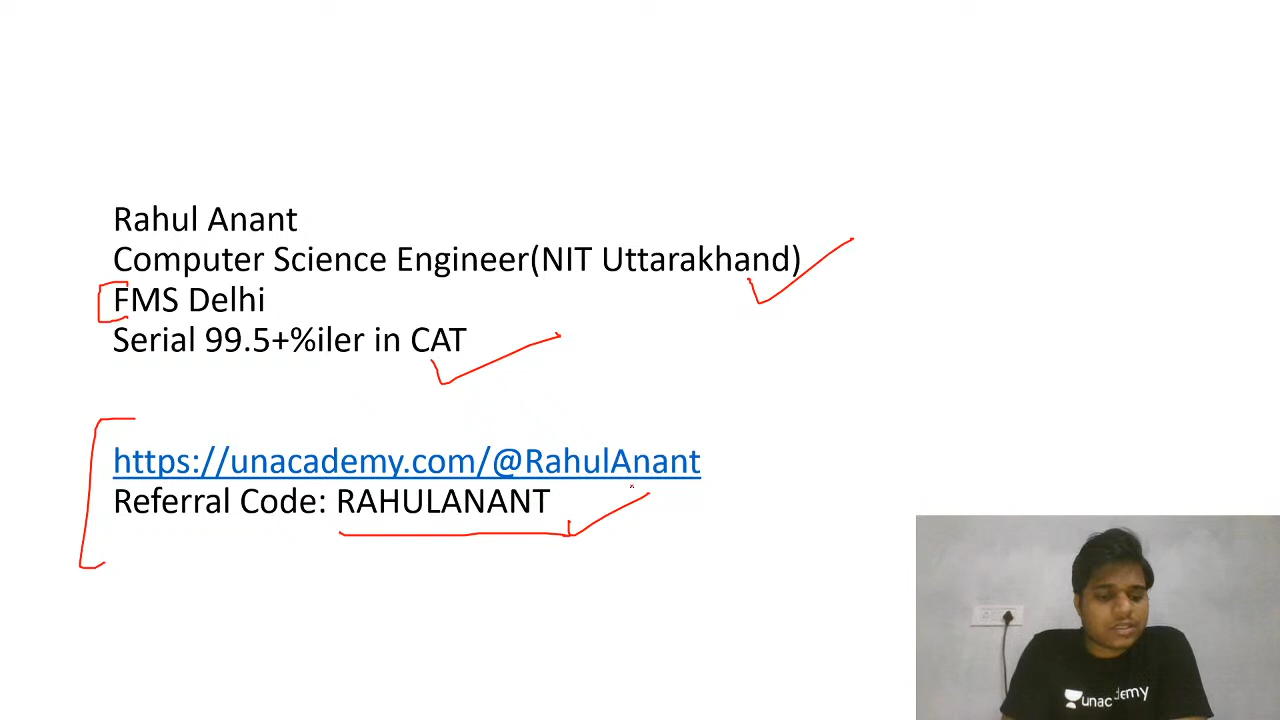 Rahul Anant
Computer Science Engineer(NIT Uttarakhand)
FMS Delhi
Serial 99.5+%iler in CAT
https://unacademy.com/@RahulAnant
Referral Code: RAHULANANT
unacademy